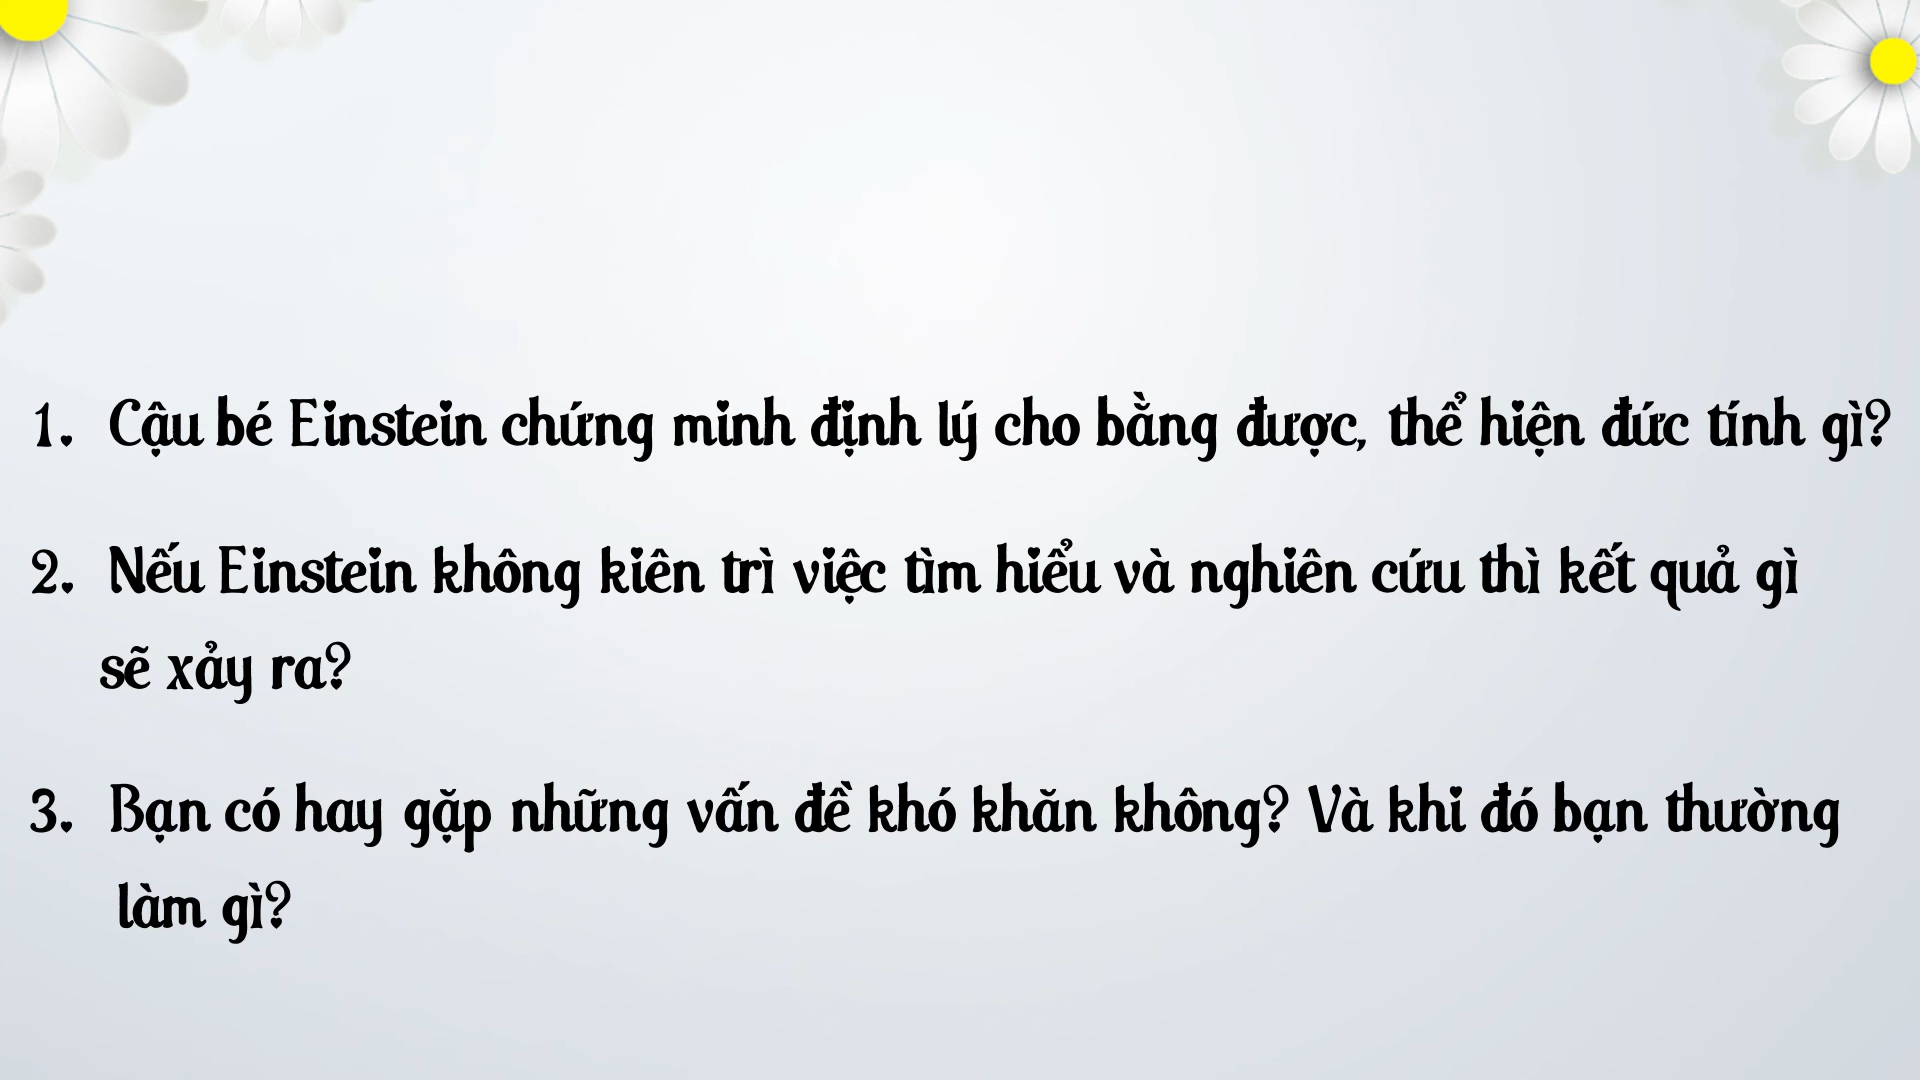 1. Cậu bé Einstein chứng minh định lý cho bằng được, thể hiện đức tính gì?
2. Nếu Einstein không kiên trì việc tìm hiểu và nghiên cứu thì kết quả gì
sẽ xảy ra?
3. Bạn có hay gặp những vấn đề khó khăn không? Và khi đó bạn thường
làm gì?